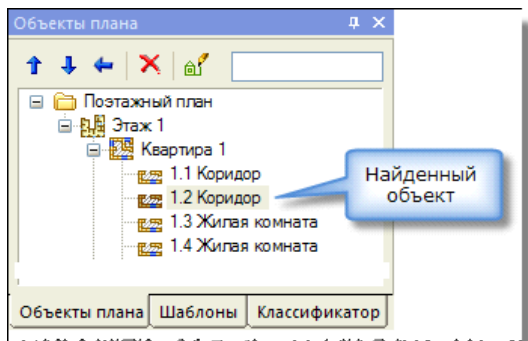 Объекты плана
Поэтажный план
Этаж 1
Квартира 1
1.1 Коридор
1.2 Коридор
1.3 Жилая комната
1.4 Жилая комната
Найденный
объект
Объекты плана Шаблоны Классификатор